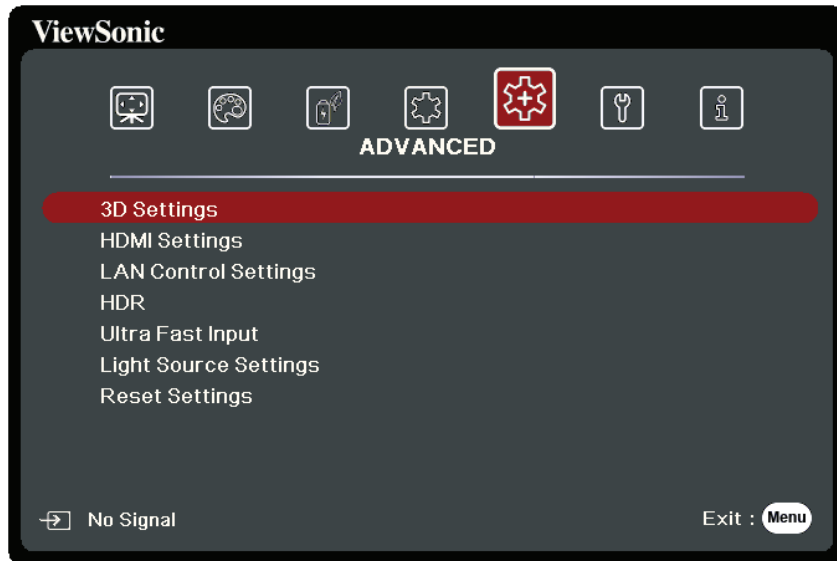 ViewSonic
ADVANCED
3D Settings
HDMI Settings
LAN Control Settings
HDR
Ultra Fast Input
Light Source Settings
Reset Settings
No Signal
Exit : Menu